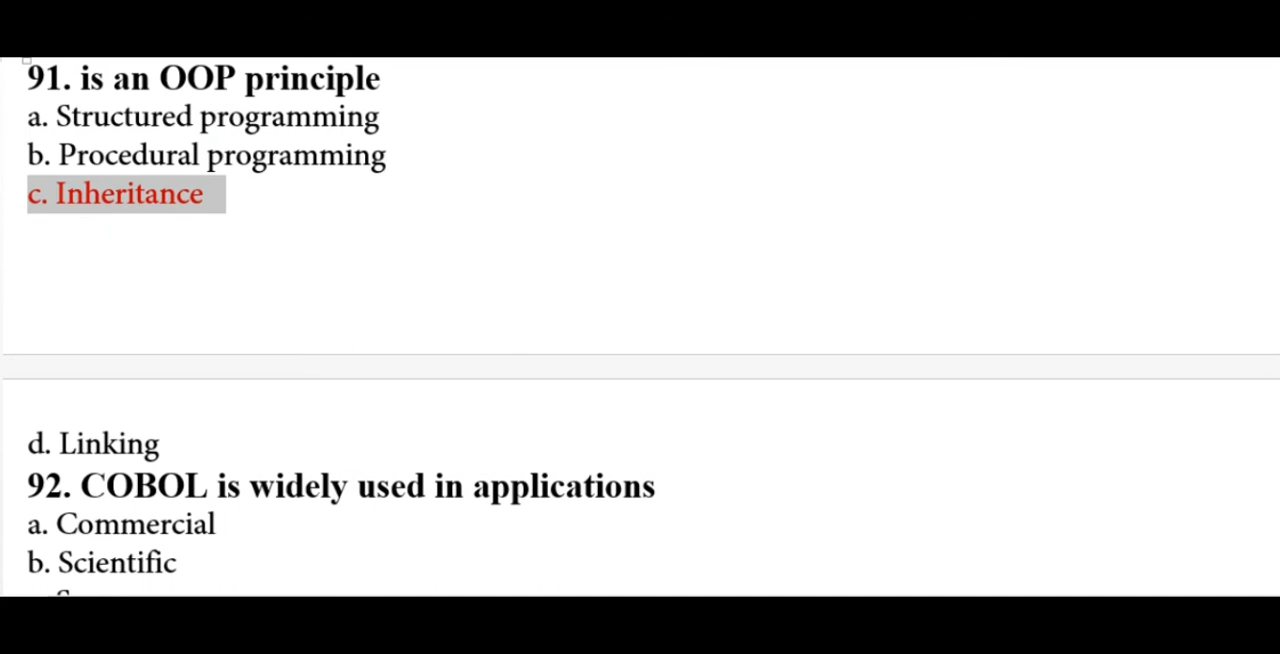 91. is an OOP principle
a. Structured programming
b. Procedural programming
c. Inheritance
d. Linking
92. COBOL is widely used in applications
a. Commercial
b. Scientific